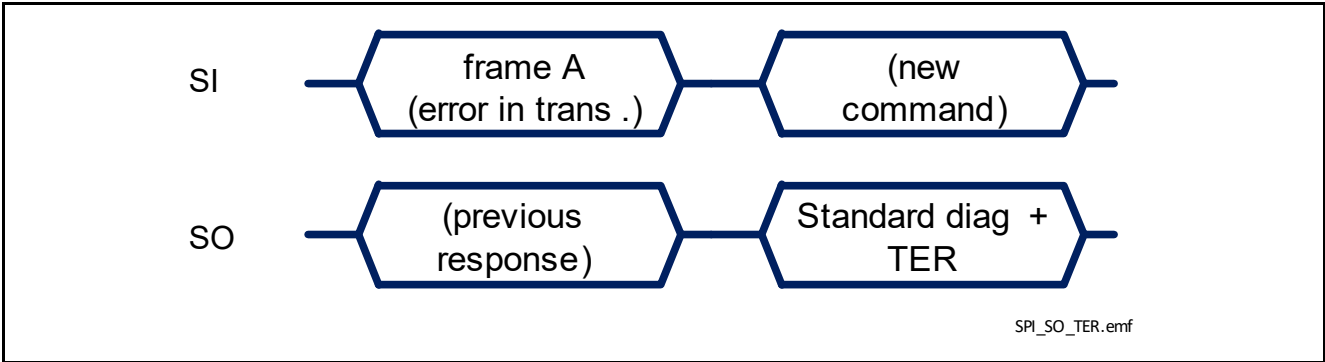 SI
frame A
(error in trans .)
(new
command)
SO
(previous
response)
Standard diag +
TER
SPI_SO_TER.emf